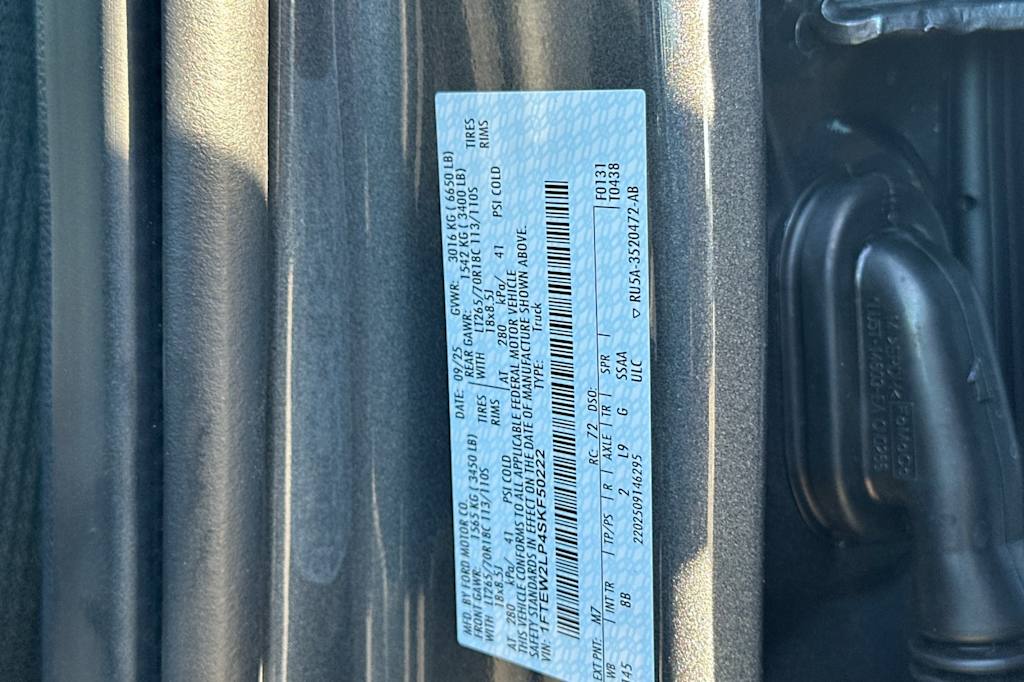 MFD. BY FORD MOTOR CO. DATE: 09/25 GVWR: 3016 KG ( 6650 LB)
FRONT GAWR: 1565 KG ( 3450 LB) REAR GAWR: 1542 KG ( 3400 LB)
WITH LT265/70R18C 113/110S TIRES WITH LT265/70R18C 113/110S TIRES
18x8.5J RIMS 18x8.5J RIMS
AT 280 kPa/ 41 PSI COLD AT 280 kPa/ 41 PSI COLD
THIS VEHICLE CONFORMS TO ALL APPLICABLE FEDERAL MOTOR VEHICLE
SAFETY STANDARDS IN EFFECT ON THE DATE OF MANUFACTURE SHOWN ABOVE.
VIN: 1FTEW2LP4SKF50222 TYPE: Truck
EXT PNT: M7 RC: 72 DSO: F0131
WB INT TR TP/PS R AXLE TR SPR T0438
145 8B 2 L9 G SSAA
2202509146295 ULC RU5A-3520472-AB